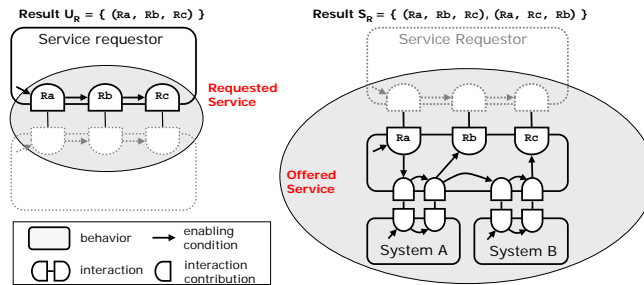 Result U_R = { (Ra, Rb, Rc) }
Result S_R = { (Ra, Rb, Rc), (Ra, Rc, Rb) }
Service requestor
Service Requestor
Ra Rb Rc
Requested
Service
Ra Rb Rc
Offered
Service
System A System B
behavior
enabling
condition
interaction
interaction
contribution